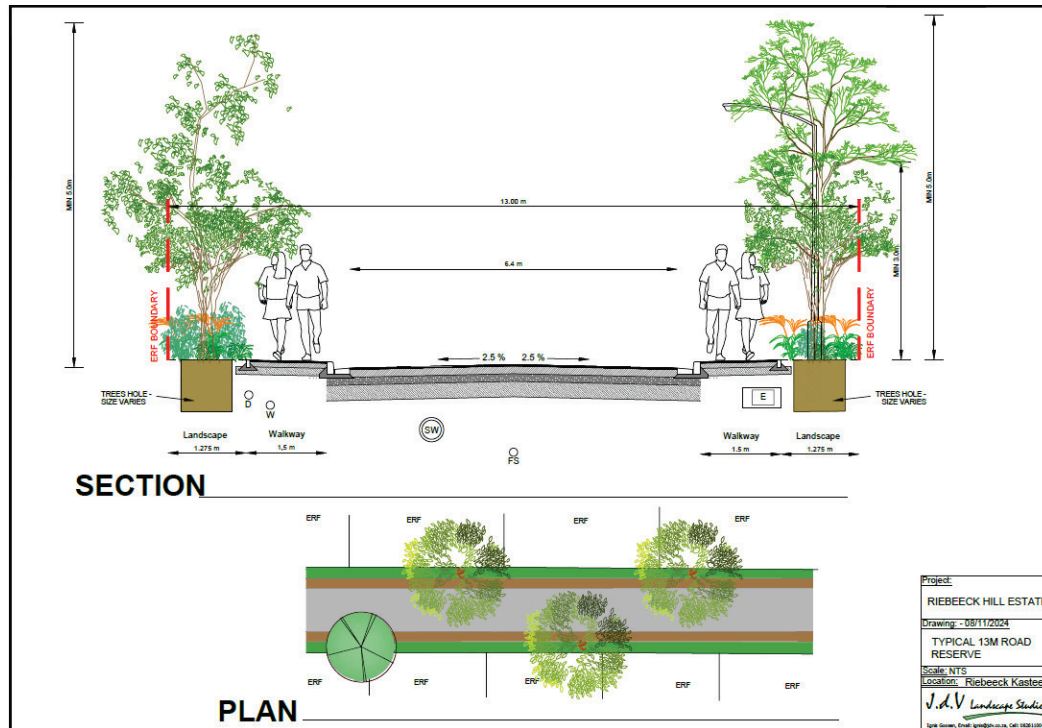 MIN 5.0m
MIN 5.0m
13.00 m
MIN 3.0m
6.4 m
ERF BOUNDARY
ERF BOUNDARY
2.5 % 2.5 %
TREES HOLE -
SIZE VARIES
D
W
E
TREES HOLE -
SIZE VARIES
SW
FS
Landscape
Walkway
Walkway
Landscape
1.275 m
1,5 m
1.5 m
1.275 m
SECTION
ERF
ERF
ERF
ERF
ERF
ERF
ERF
ERF
PLAN
Project:
RIEBEECK HILL ESTATE
Drawing: - 08/11/2024
TYPICAL 13M ROAD
RESERVE
Scale: NTS
Location: Riebeeck Kasteel
J.d.V Landscape Studio